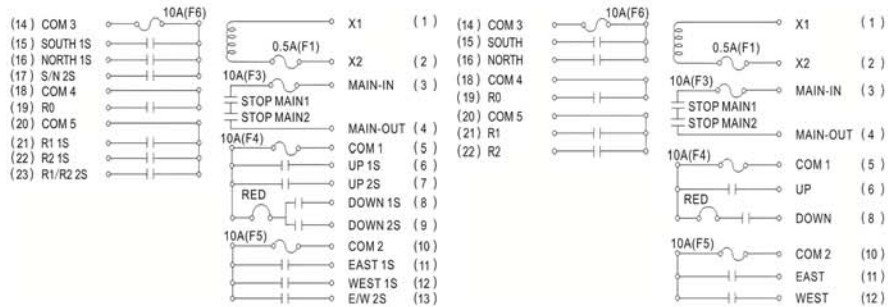 10A(F6)
(14) COM 3
(15) SOUTH 1S
(16) NORTH 1S
(17) S/N 2S
(18) COM 4
(19) R0
(20) COM 5
(21) R1 1S
(22) R2 1S
(23) R1/R2 2S
X1 (1)
0.5A(F1)
X2 (2)
10A(F3)
MAIN-IN (3)
STOP MAIN1
STOP MAIN2
MAIN-OUT (4)
10A(F4)
COM 1 (5)
UP 1S (6)
UP 2S (7)
RED
DOWN 1S (8)
DOWN 2S (9)
10A(F5)
COM 2 (10)
EAST 1S (11)
WEST 1S (12)
E/W 2S (13)
10A(F6)
(14) COM 3
(15) SOUTH
(16) NORTH
(18) COM 4
(19) R0
(20) COM 5
(21) R1
(22) R2
X1 (1)
0.5A(F1)
X2 (2)
10A(F3)
MAIN-IN (3)
STOP MAIN1
STOP MAIN2
MAIN-OUT (4)
10A(F4)
COM 1 (5)
UP (6)
RED
DOWN (8)
10A(F5)
COM 2 (10)
EAST (11)
WEST (12)